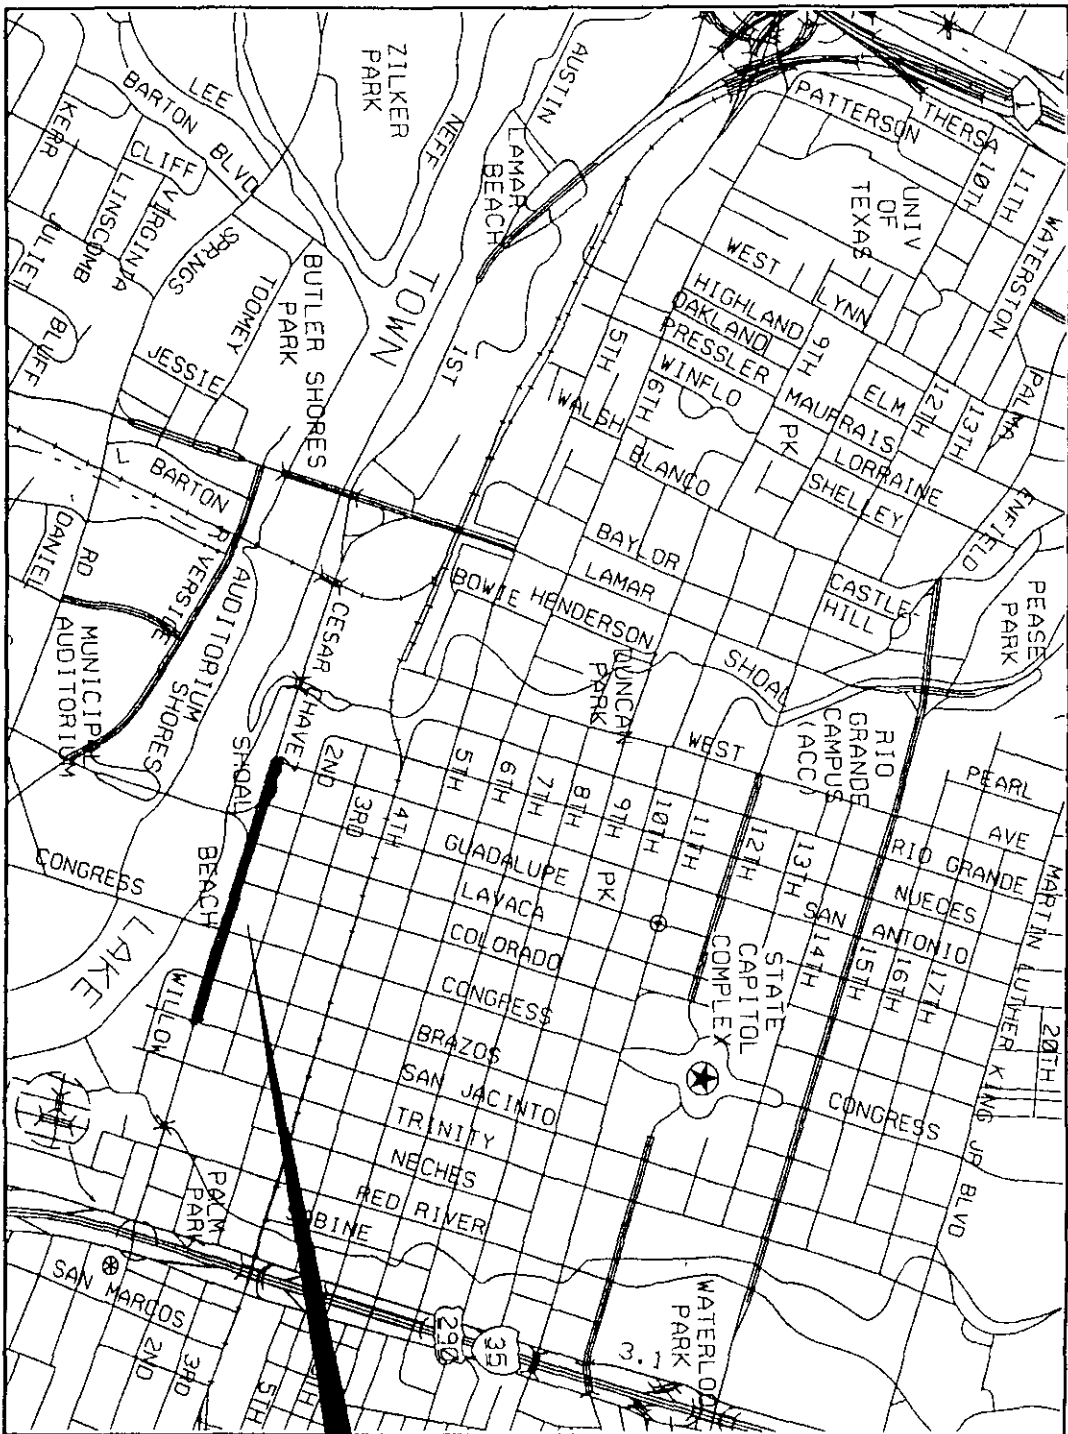 ZILKER
PARK
LEE
BARTON
BLVD
KERR
CLIFF
VIRGINIA
LINSCOMB
JULIET
BLUFF
SPRINGS
TOOMEY
JESSIE
BUTLER SHORES
PARK
NEFF
AUSTIN
LAMAR
BEACH
TOWN
1ST
1
PATTERSON
THERSA
10TH
11TH
WATERSTON
UNIV
OF
TEXAS
WEST
LYNN
HIGHLAND
OAKLAND
PRESSLER
WINFLO
9TH
MAUFRAIS
ELM
12TH
13TH
PALMA
5TH
6TH
WALSH
BLANCO
PK
LORRAINE
SHELLEY
ENFIELD
PEASE
PARK
BAYLOR
LAMAR
CASTLE-
HILL
BOWIE
HENDERSON
DUNCAN
PARK
SHOAL
L BARTON
DANIEL
RD
RIVERSIDE
MUNICIPAL
AUDITORIUM
AUDITORIUM
SHORES
CESAR CHAVEZ
SHOAL
BEACH
2ND
3RD
4TH
5TH
6TH
7TH
8TH
9TH
10TH
11TH
12TH
13TH
14TH
15TH
16TH
17TH
WEST
RIO
GRANDE
CAMPUS
(ACC)
PEARL
AVE
RIO GRANDE
NUECES
SAN ANTONIO
MARTIN LUTHER KING JR BLVD
20TH
GUADALUPE
PK
LAVACA
COLORADO
CONGRESS
BRAZOS
SAN JACINTO
TRINITY
NECHES
RED RIVER
SABINE
STATE
CAPITOL
COMPLEX
CONGRESS
CONGRESS
LAKE
WILLOW
PALM
PARK
SAN MARCOS
2ND
3RD
5TH
290
35
3.1
WATERLOO
PARK